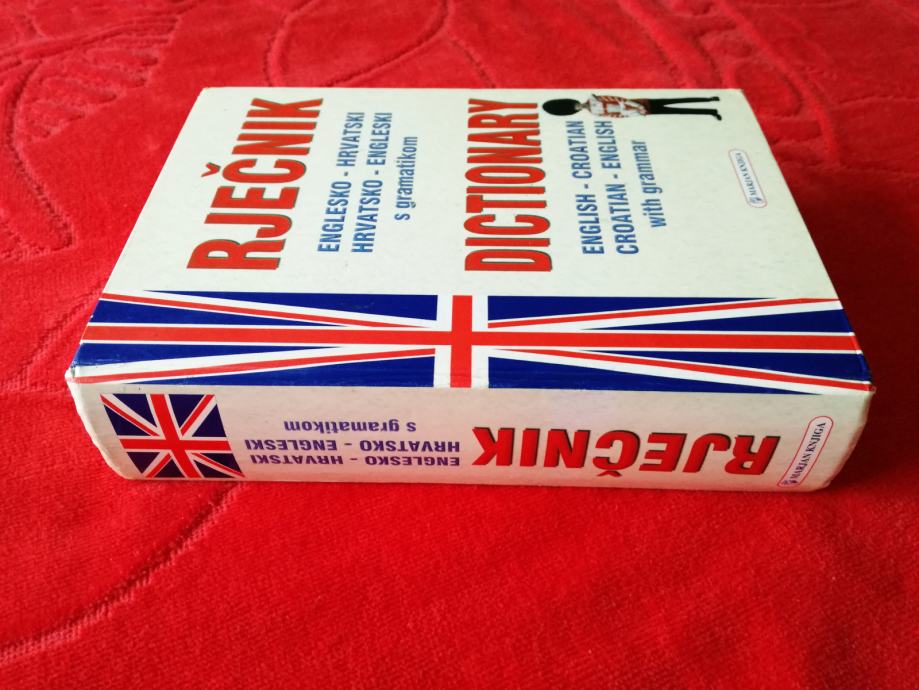 RJEČNIK
ENGLESKO - HRVATSKI
HRVATSKO - ENGLESKI
s gramatikom
DICTIONARY
ENGLISH - CROATIAN
CROATIAN - ENGLISH
with grammar
MARJAN KNJIGA
MARJAN KNJIGA
RJEČNIK
ENGLESKO - HRVATSKI
HRVATSKO - ENGLESKI
s gramatikom